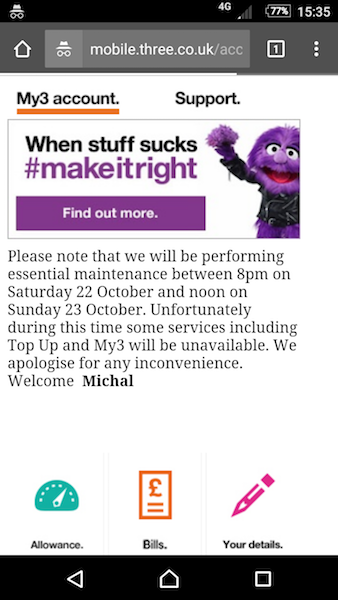 4G 77% 15:35
mobile.three.co.uk/acc 1
My3 account. Support.
When stuff sucks
#makeitright
Find out more.
Please note that we will be performing
essential maintenance between 8pm on
Saturday 22 October and noon on
Sunday 23 October. Unfortunately
during this time some services including
Top Up and My3 will be unavailable. We
apologise for any inconvenience.
Welcome Michal
£
Allowance. Bills. Your details.